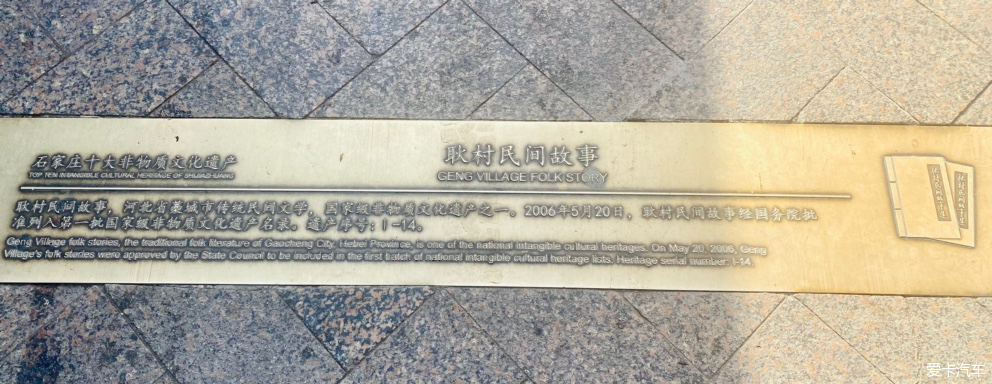 石家庄十大非物质文化遗产
TOP TEN INTANGIBLE CULTURAL HERITAGE OF SHIJIAZHUANG
耿村民间故事
GENG VILLAGE FOLK STORY
耿村民间故事，河北省藁城市传统民间文学，国家级非物质文化遗产之一。2006年5月20日，耿村民间故事经国务院批
准列入第一批国家级非物质文化遗产名录。遗产序号：I-14。
Geng Village folk stories, the traditional folk literature of Gaocheng City, Hebei Province, is one of the national intangible cultural heritages. On May 20, 2006, Geng
Village's folk stories were approved by the State Council to be included in the first batch of national intangible cultural heritage lists. Heritage serial number: I-14.
爱卡汽车